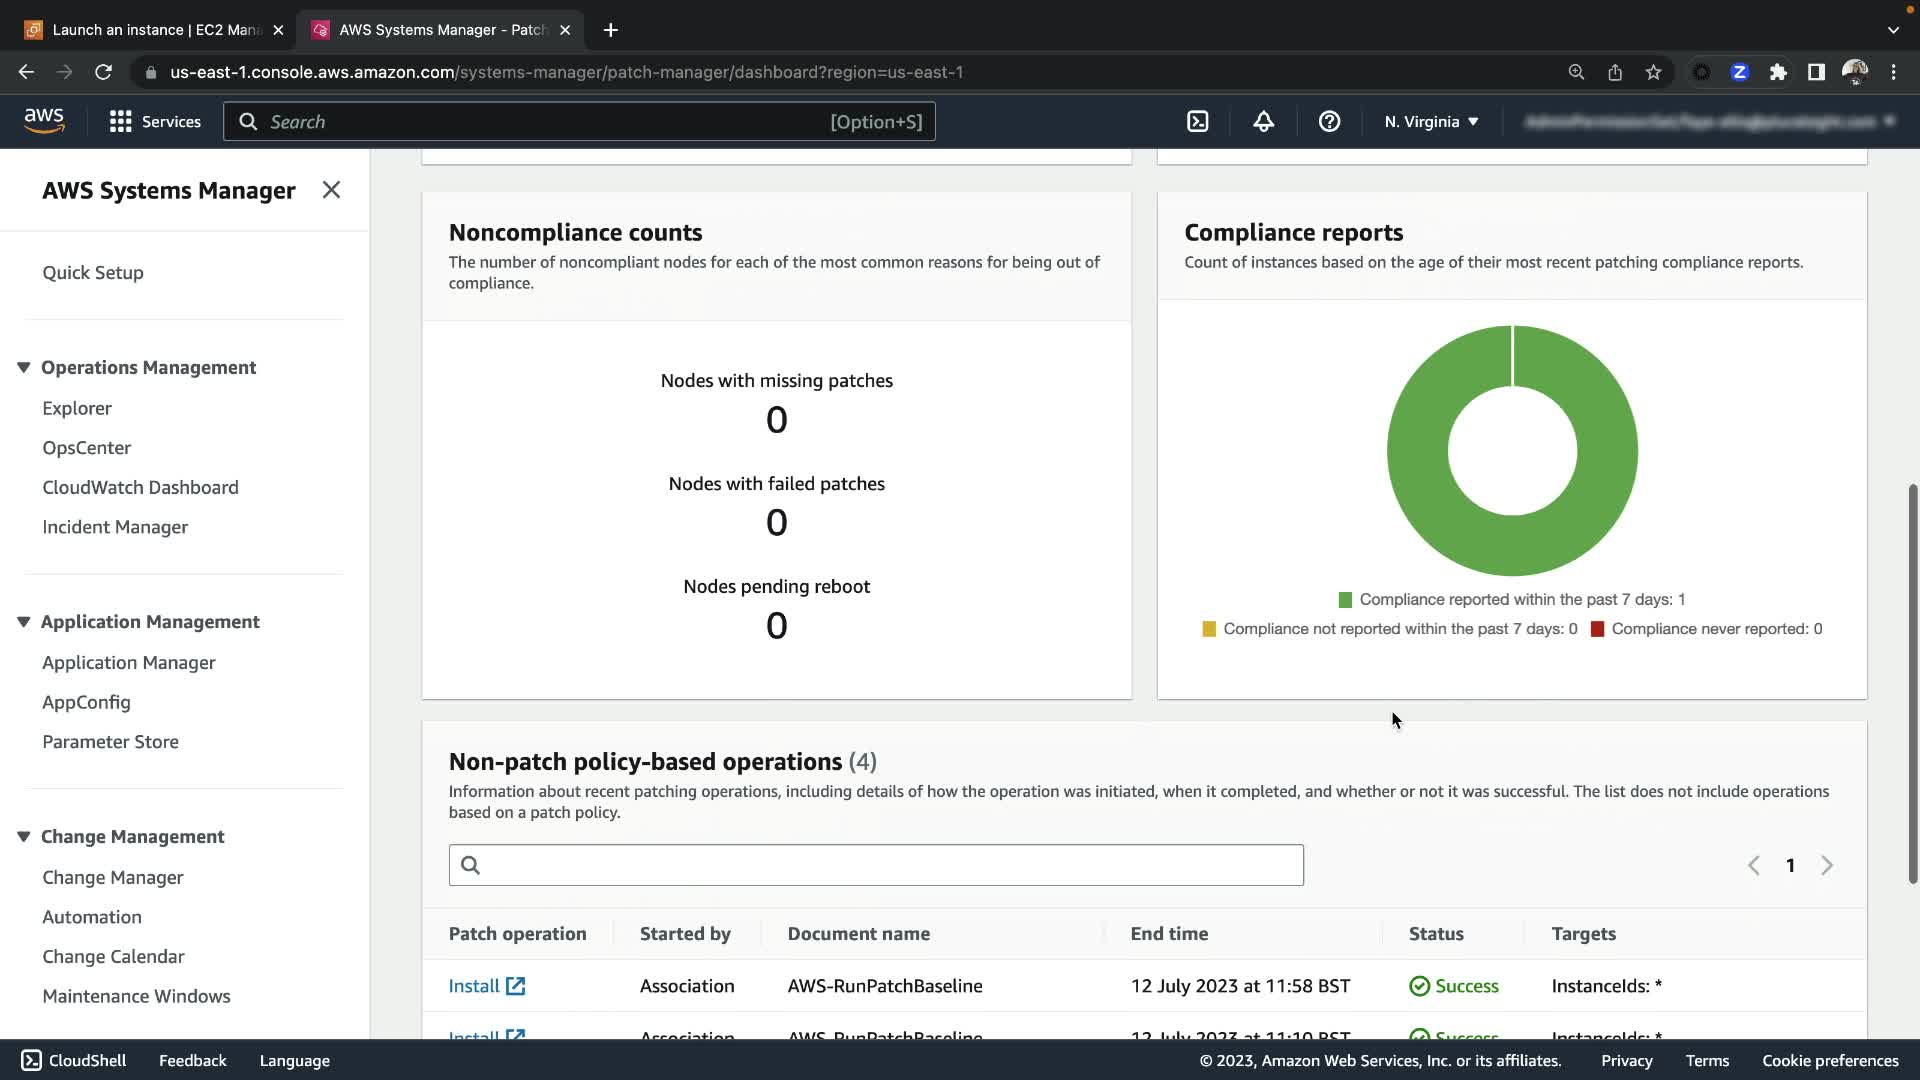 Launch an instance | EC2 Mana
AWS Systems Manager - Patch
us-east-1.console.aws.amazon.com/systems-manager/patch-manager/dashboard?region=us-east-1
Z
aws
Services
Search
[Option+S]
N. Virginia
AWS Systems Manager
Quick Setup
Operations Management
Explorer
OpsCenter
CloudWatch Dashboard
Incident Manager
Application Management
Application Manager
AppConfig
Parameter Store
Change Management
Change Manager
Automation
Change Calendar
Maintenance Windows
Noncompliance counts
The number of noncompliant nodes for each of the most common reasons for being out of
compliance.
Nodes with missing patches
0
Nodes with failed patches
0
Nodes pending reboot
0
Compliance reports
Count of instances based on the age of their most recent patching compliance reports.
Compliance reported within the past 7 days: 1
Compliance not reported within the past 7 days: 0 Compliance never reported: 0
Non-patch policy-based operations (4)
Information about recent patching operations, including details of how the operation was initiated, when it completed, and whether or not it was successful. The list does not include operations
based on a patch policy.
1
Patch operation Started by Document name End time Status Targets
Install Association AWS-RunPatchBaseline 12 July 2023 at 11:58 BST Success InstanceIds: *
Install Association AWS-RunPatchBaseline 12 July 2023 at 11:10 BST Success InstanceIds: *
CloudShell Feedback Language
© 2023, Amazon Web Services, Inc. or its affiliates. Privacy Terms Cookie preferences